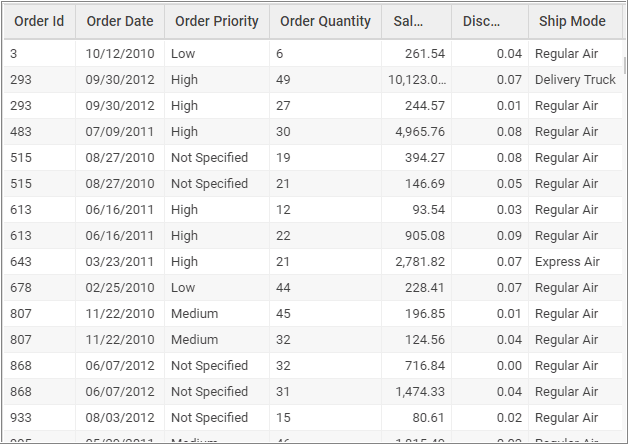 Order Id Order Date Order Priority Order Quantity Sal... Disc... Ship Mode
3 10/12/2010 Low 6 261.54 0.04 Regular Air
293 09/30/2012 High 49 10,123.0... 0.07 Delivery Truck
293 09/30/2012 High 27 244.57 0.01 Regular Air
483 07/09/2011 High 30 4,965.76 0.08 Regular Air
515 08/27/2010 Not Specified 19 394.27 0.08 Regular Air
515 08/27/2010 Not Specified 21 146.69 0.05 Regular Air
613 06/16/2011 High 12 93.54 0.03 Regular Air
613 06/16/2011 High 22 905.08 0.09 Regular Air
643 03/23/2011 High 21 2,781.82 0.07 Express Air
678 02/25/2010 Low 44 228.41 0.07 Regular Air
807 11/22/2010 Medium 45 196.85 0.01 Regular Air
807 11/22/2010 Medium 32 124.56 0.04 Regular Air
868 06/07/2012 Not Specified 32 716.84 0.00 Regular Air
868 06/07/2012 Not Specified 31 1,474.33 0.04 Regular Air
933 08/03/2012 Not Specified 15 80.61 0.02 Regular Air
Medium Regular Air